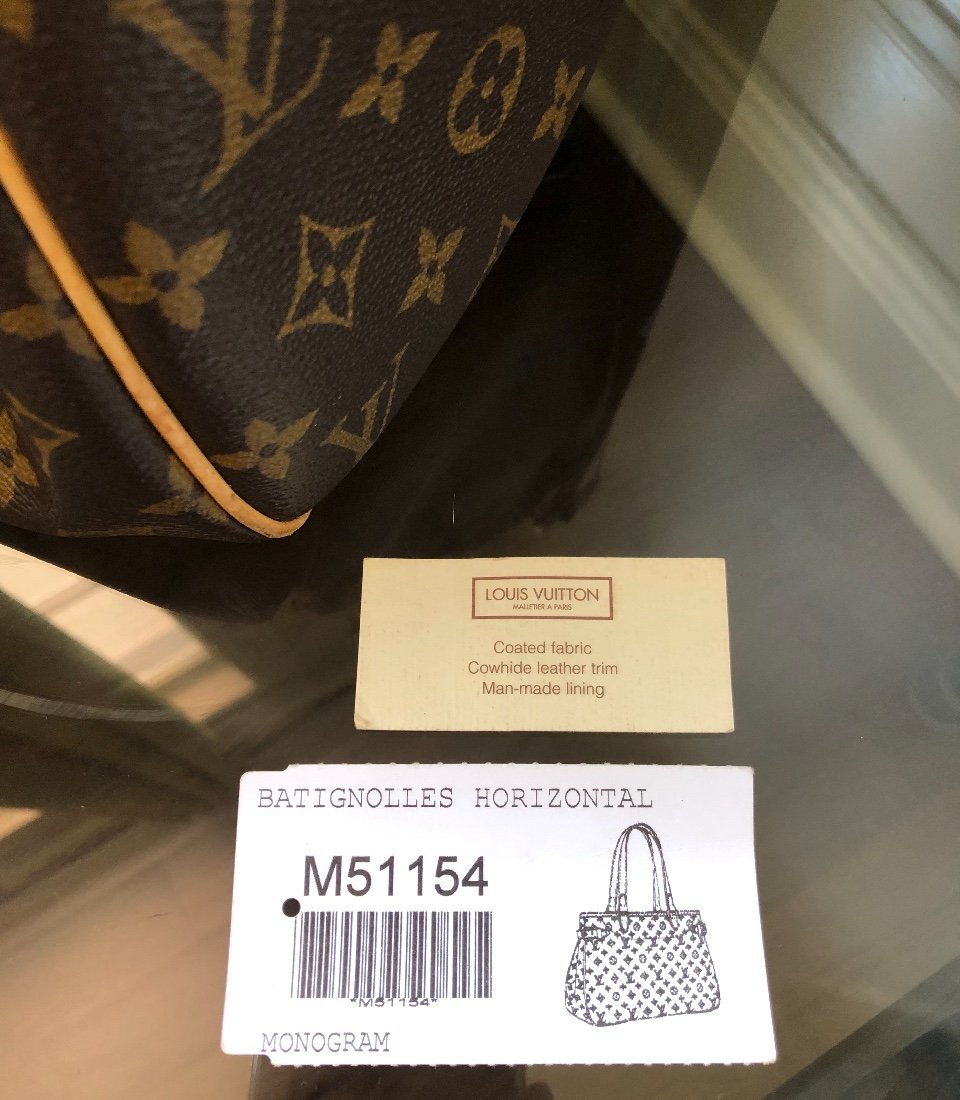 LOUIS VUITTON
MALLETIER A PARIS
Coated fabric
Cowhide leather trim
Man-made lining
BATIGNOLLES HORIZONTAL
M51154
*M51154*
MONOGRAM